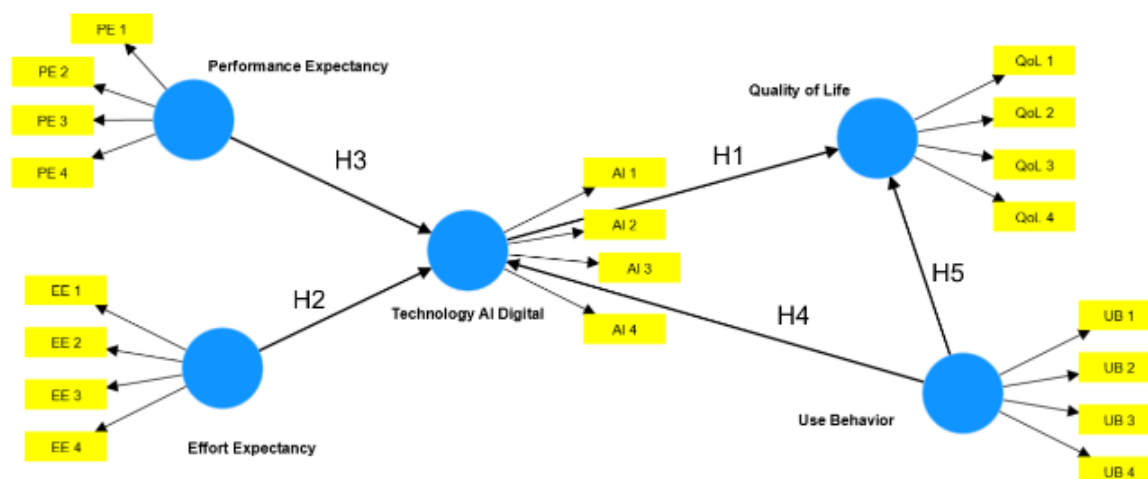 PE 1
Performance Expectancy
PE 2
PE 3
PE 4
H3
QoL 1
Quality of Life
QoL 2
QoL 3
QoL 4
H1
AI 1
AI 2
AI 3
AI 4
Technology AI Digital
H2
EE 1
EE 2
EE 3
EE 4
Effort Expectancy
H4
H5
UB 1
UB 2
UB 3
UB 4
Use Behavior